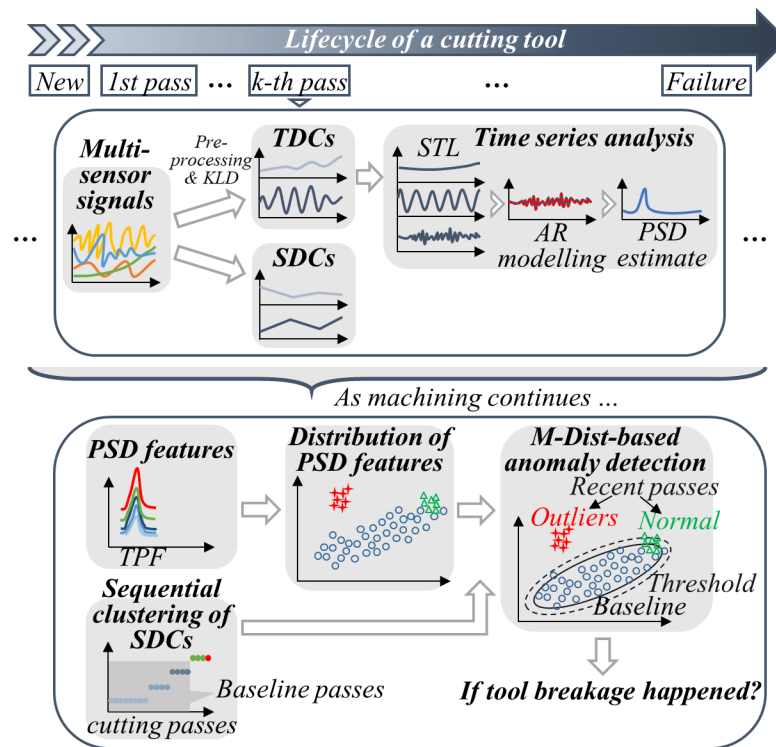 Lifecycle of a cutting tool
New
1st pass
...
k-th pass
...
Failure
Multi-
sensor
signals
Pre-
processing
& KLD
TDCs
SDCs
Time series analysis
STL
AR
modelling
PSD
estimate
...
...
As machining continues ...
PSD features
TPF
Distribution of
PSD features
M-Dist-based
anomaly detection
Recent passes
Outliers
Normal
Threshold
Baseline
Sequential
clustering of
SDCs
Baseline passes
cutting passes
If tool breakage happened?